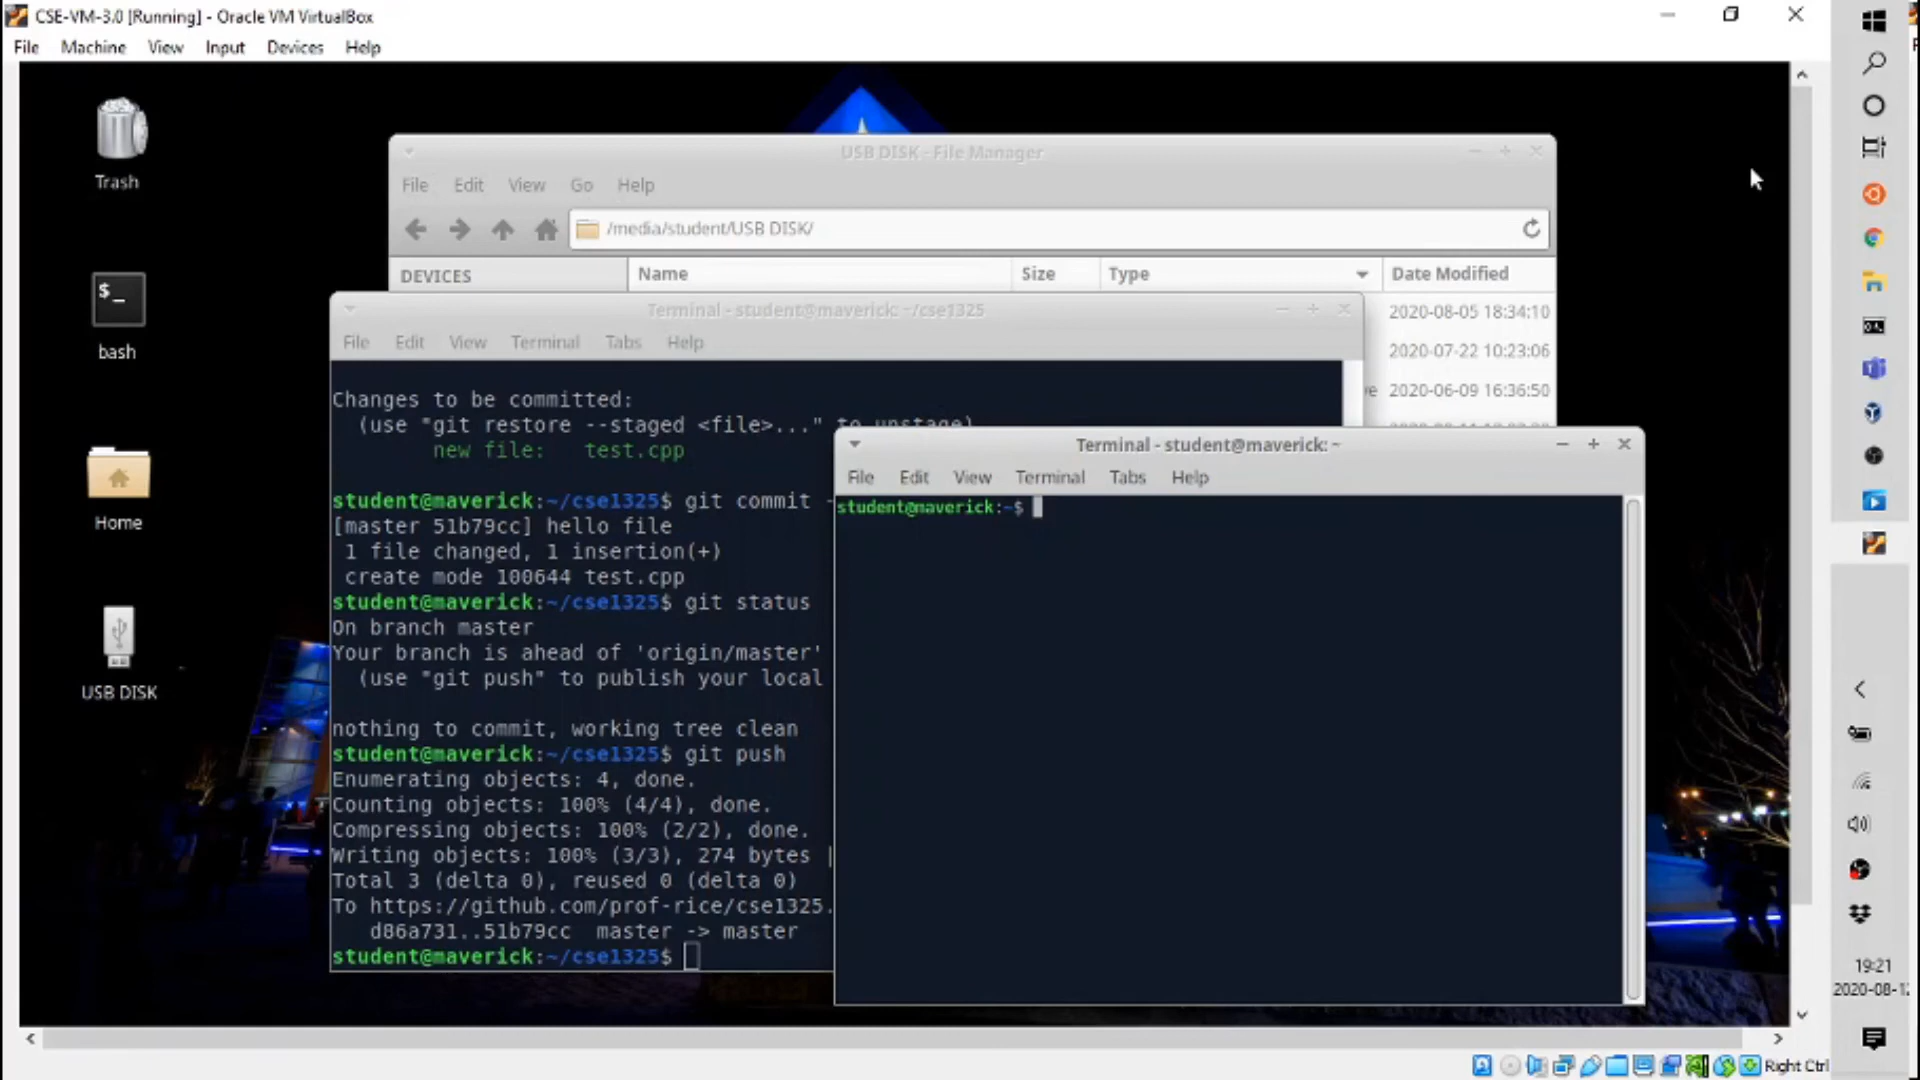 CSE-VM-3.0 [Running] - Oracle VM VirtualBox
File Machine View Input Devices Help
Trash
bash
$_
Home
USB DISK
USB DISK - File Manager
File Edit View Go Help
/media/student/USB DISK/
DEVICES Name Size Type Date Modified
2020-08-05 18:34:10
2020-07-22 10:23:06
2020-06-09 16:36:50
Terminal - student@maverick: ~/cse1325
File Edit View Terminal Tabs Help
Changes to be committed:
(use "git restore --staged <file>..." to unstage)
new file: test.cpp
student@maverick:~/cse1325$ git commit -
[master 51b79cc] hello file
1 file changed, 1 insertion(+)
create mode 100644 test.cpp
student@maverick:~/cse1325$ git status
On branch master
Your branch is ahead of 'origin/master'
(use "git push" to publish your local
nothing to commit, working tree clean
student@maverick:~/cse1325$ git push
Enumerating objects: 4, done.
Counting objects: 100% (4/4), done.
Compressing objects: 100% (2/2), done.
Writing objects: 100% (3/3), 274 bytes |
Total 3 (delta 0), reused 0 (delta 0)
To https://github.com/prof-rice/cse1325.
d86a731..51b79cc master -> master
student@maverick:~/cse1325$
Terminal - student@maverick: ~
File Edit View Terminal Tabs Help
student@maverick:~$
19:21
2020-08-1
Right Ctrl